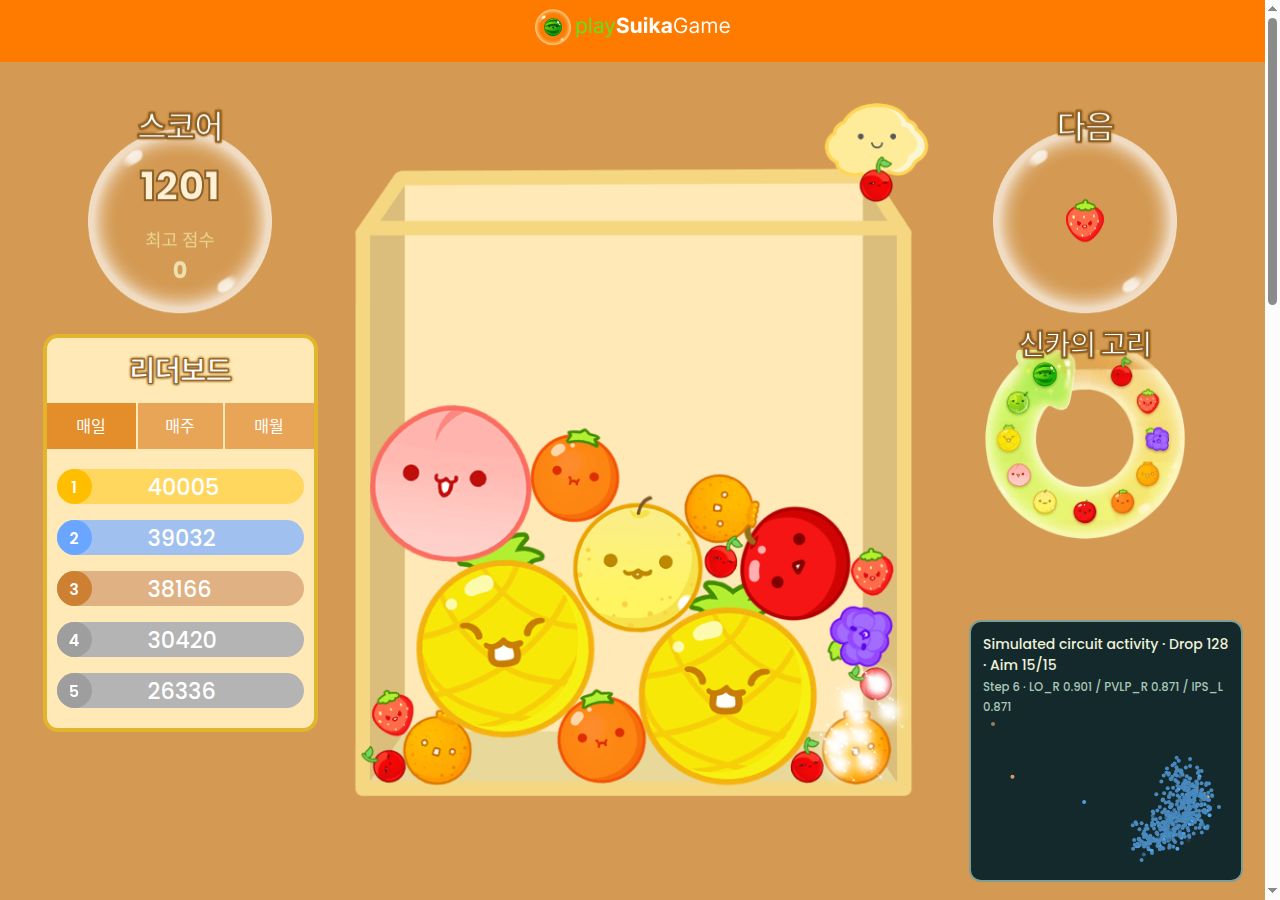 playSuikaGame
스코어
1201
최고 점수
0
다음
신카의 고리
리더보드
매일 매주 매월
1 40005
2 39032
3 38166
4 30420
5 26336
Simulated circuit activity · Drop 128
· Aim 15/15
Step 6 · LO_R 0.901 / PVLP_R 0.871 / IPS_L
0.871